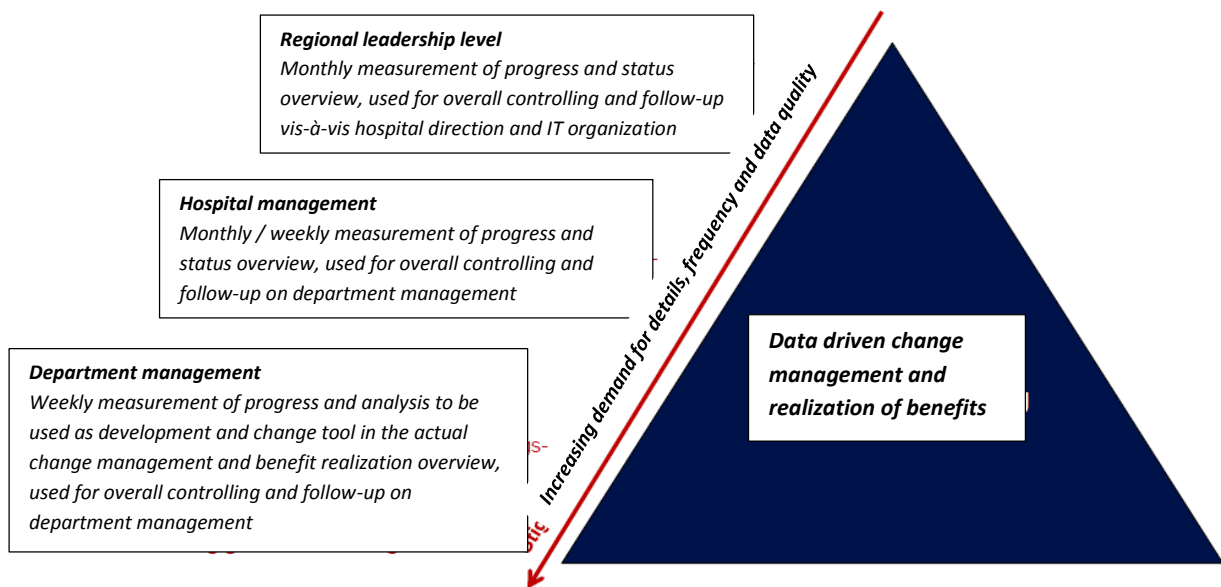 Regional leadership level
Monthly measurement of progress and status
overview, used for overall controlling and follow-up
vis-à-vis hospital direction and IT organization
Hospital management
Monthly / weekly measurement of progress and
status overview, used for overall controlling and
follow-up on department management
Department management
Weekly measurement of progress and analysis to be
used as development and change tool in the actual
change management and benefit realization overview,
used for overall controlling and follow-up on
department management
Increasing demand for details, frequency and data quality
Data driven change
management and
realization of benefits